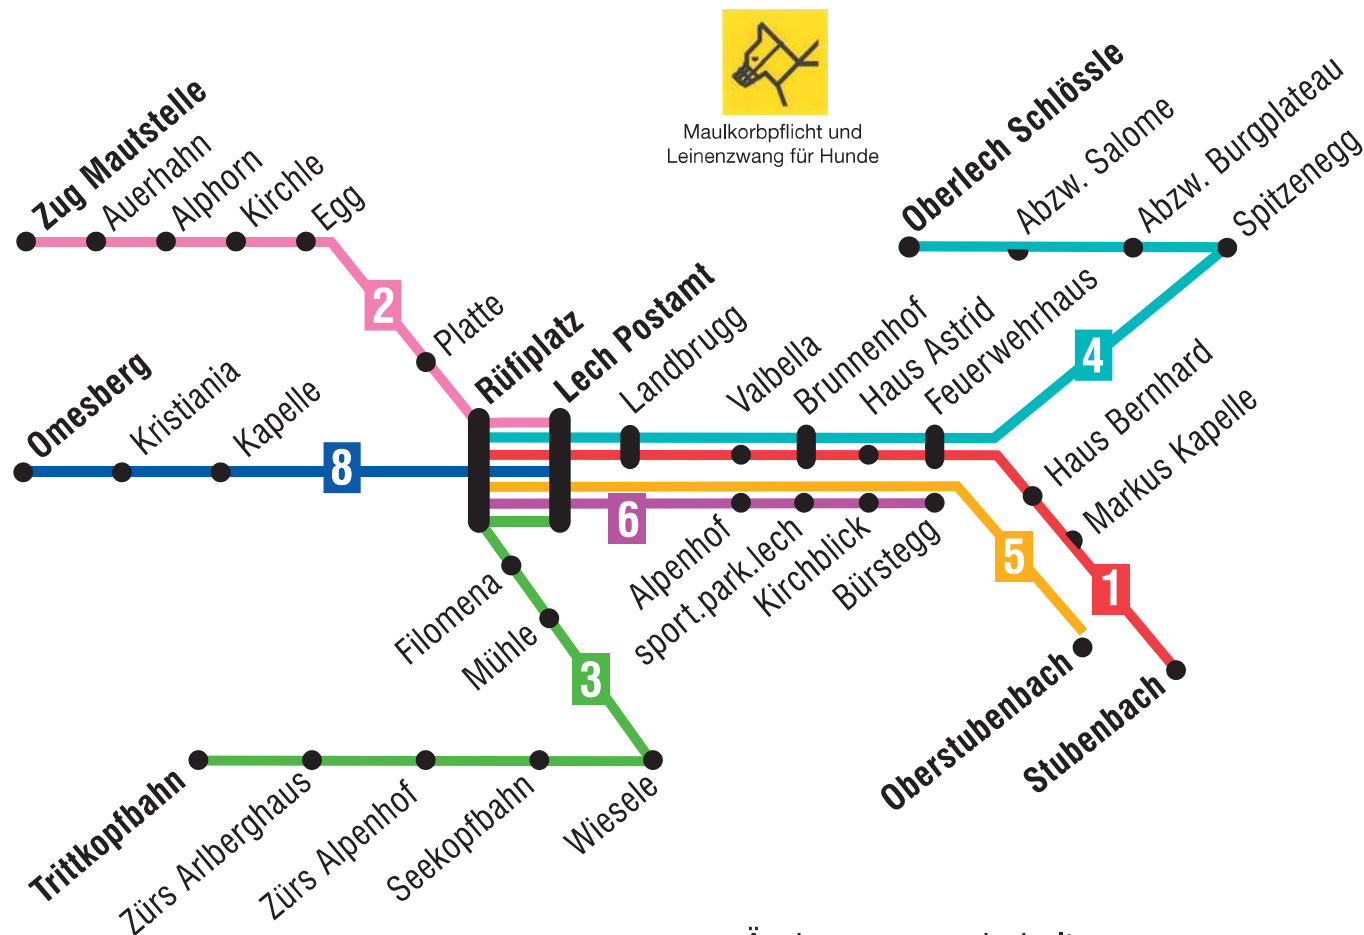 Maulkorbpflicht und
Leinenzwang für Hunde
Zug Mautstelle
Auerhahn
Alphorn
Kirchle
Egg
2
Platte
Oberlech Schlössle
Abzw. Salome
Abzw. Burgplateau
Spitzenegg
4
Omesberg
Kristiania
Kapelle
8
Rüfiplatz
Lech Postamt
Landbrugg
Valbella
Brunnenhof
Haus Astrid
Feuerwehrhaus
Haus Bernhard
Markus Kapelle
6
Alpenhof
sport.park.lech
Kirchblick
Bürstegg
5
1
Filomena
Mühle
3
Oberstubenbach
Stubenbach
Trittkopfbahn
Zürs Arlberghaus
Zürs Alpenhof
Seekopfbahn
Wiesele